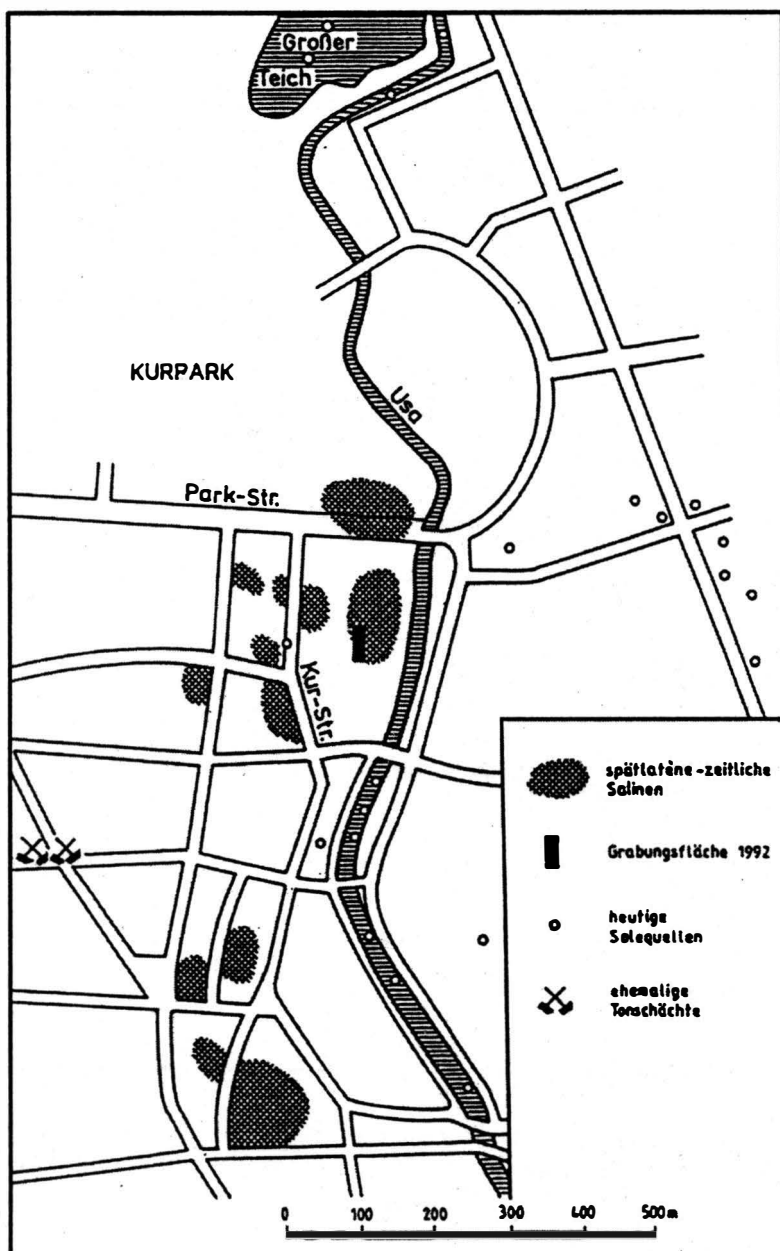 Großer
Teich
KURPARK
Usa
Park-Str.
Kur-Str.
spätlatène-zeitliche
Salinen
Grabungsfläche 1992
heutige
Solequellen
ehemalige
Tonschächte
0 100 200 300 400 500m